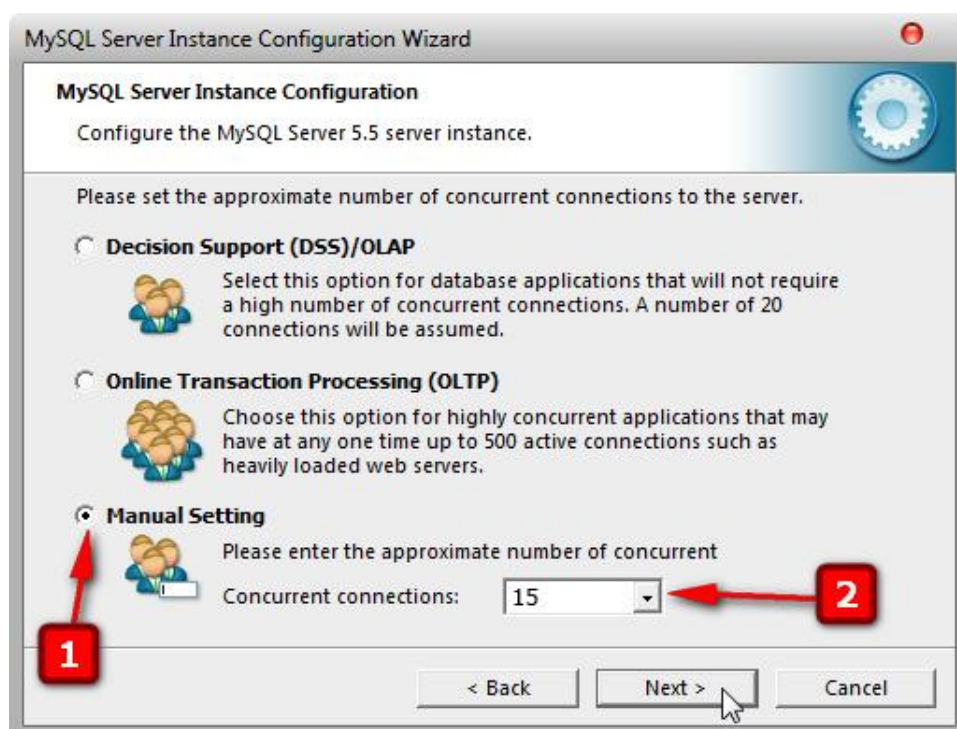 MySQL Server Instance Configuration Wizard
MySQL Server Instance Configuration
Configure the MySQL Server 5.5 server instance.
Please set the approximate number of concurrent connections to the server.
Decision Support (DSS)/OLAP
Select this option for database applications that will not require
a high number of concurrent connections. A number of 20
connections will be assumed.
Online Transaction Processing (OLTP)
Choose this option for highly concurrent applications that may
have at any one time up to 500 active connections such as
heavily loaded web servers.
Manual Setting
Please enter the approximate number of concurrent
Concurrent connections: 15
2
1
< Back Next > Cancel